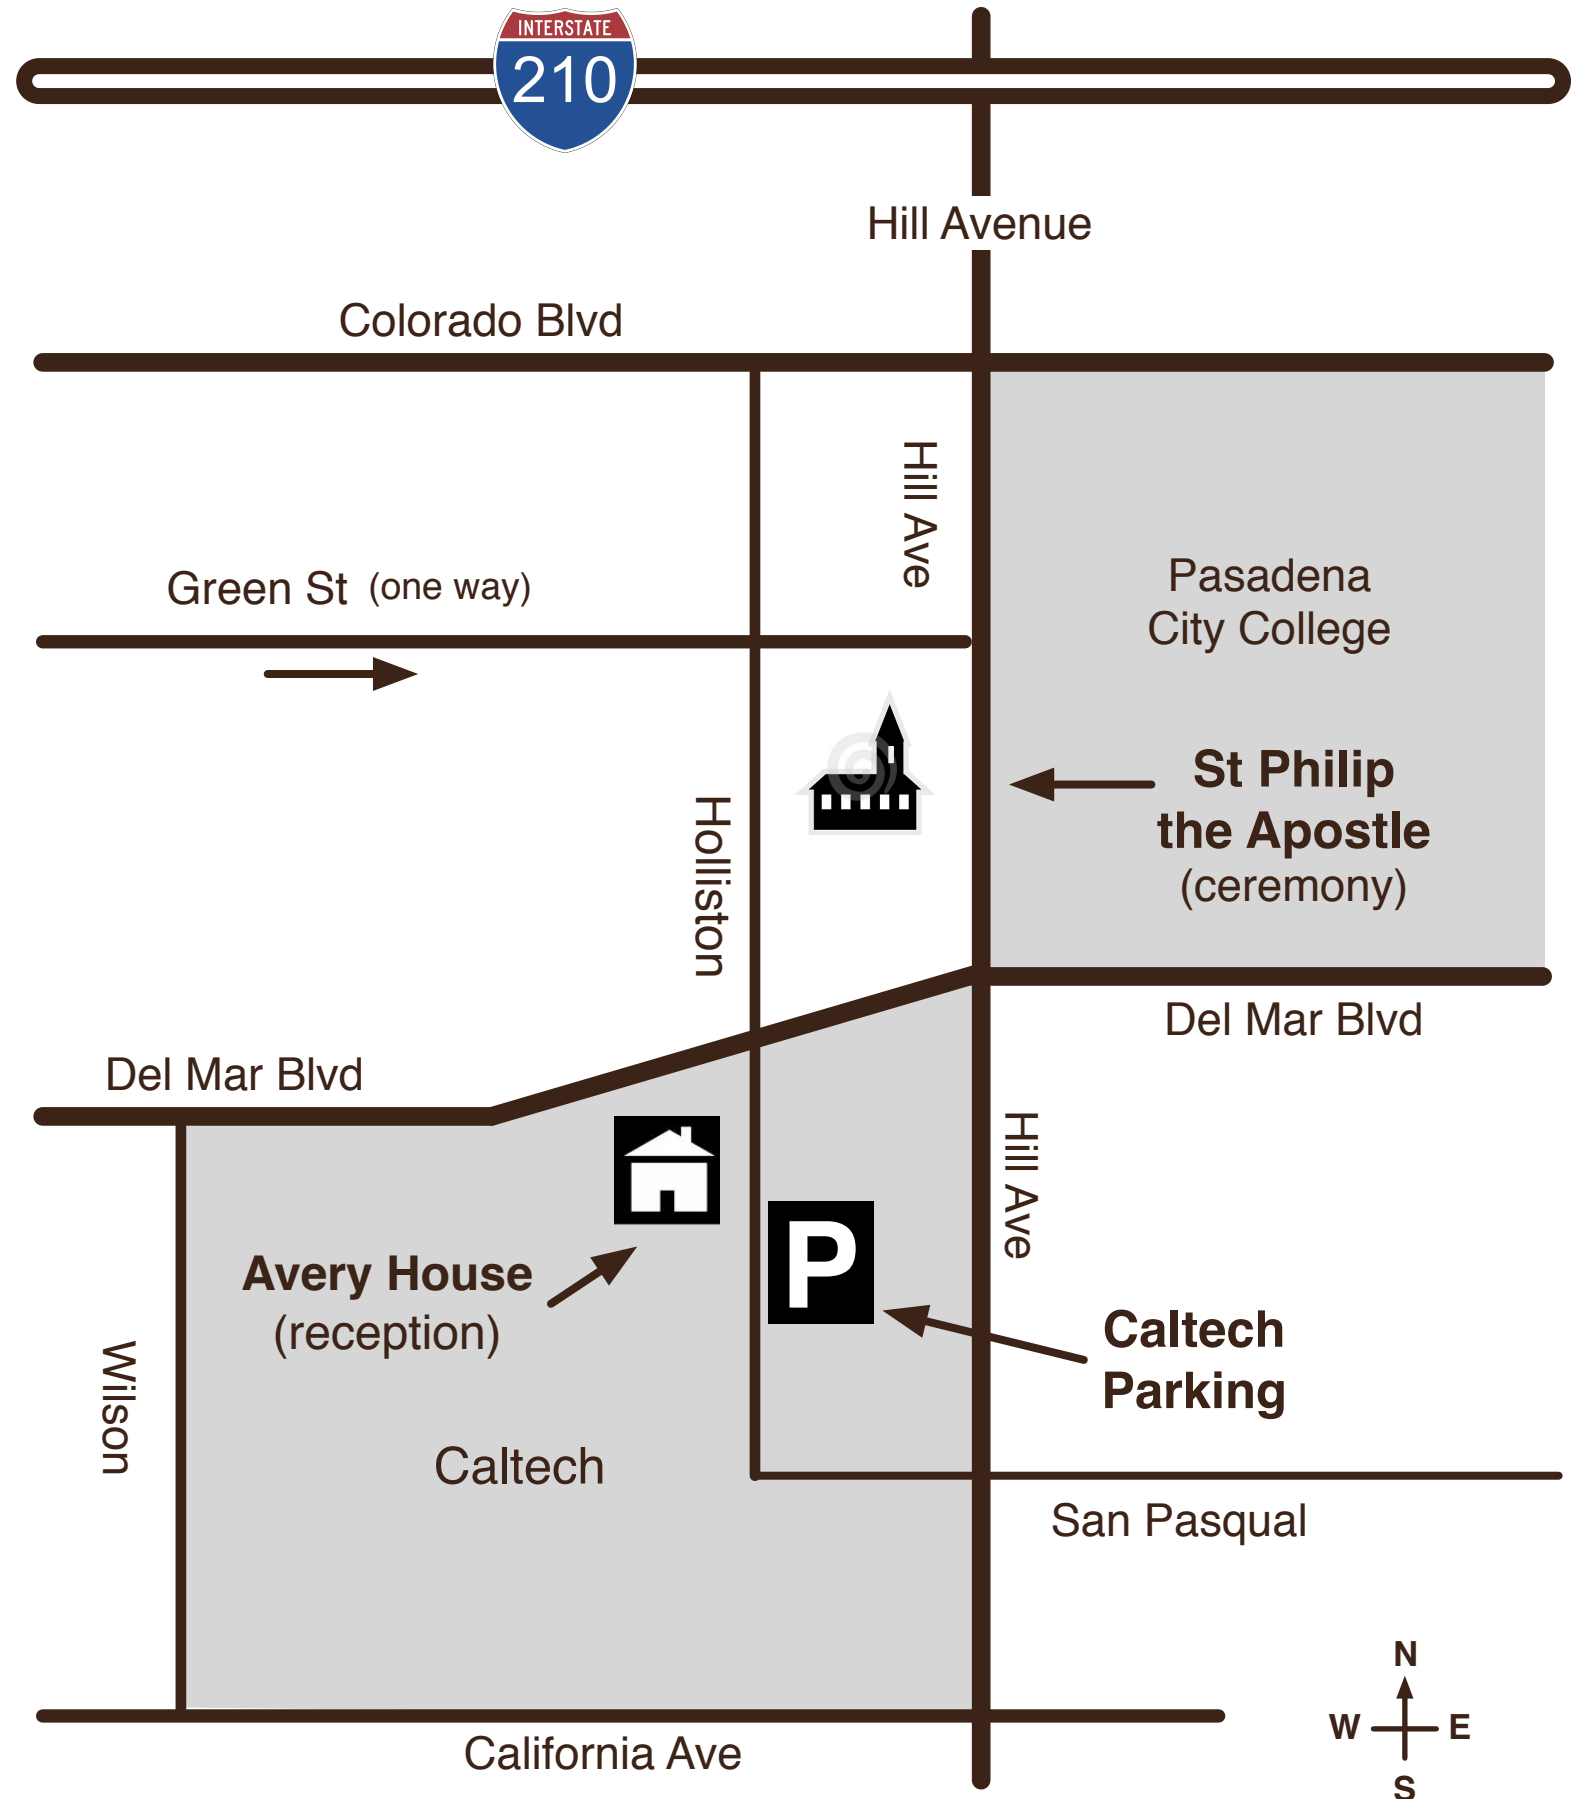 INTERSTATE
210
Hill Avenue
Colorado Blvd
Hill Ave
Green St (one way)
Pasadena
City College
St Philip
the Apostle
(ceremony)
Holliston
Del Mar Blvd
Del Mar Blvd
Hill Ave
P
Avery House
(reception)
Caltech
Parking
Wilson
Caltech
San Pasqual
California Ave
N
W
E
S